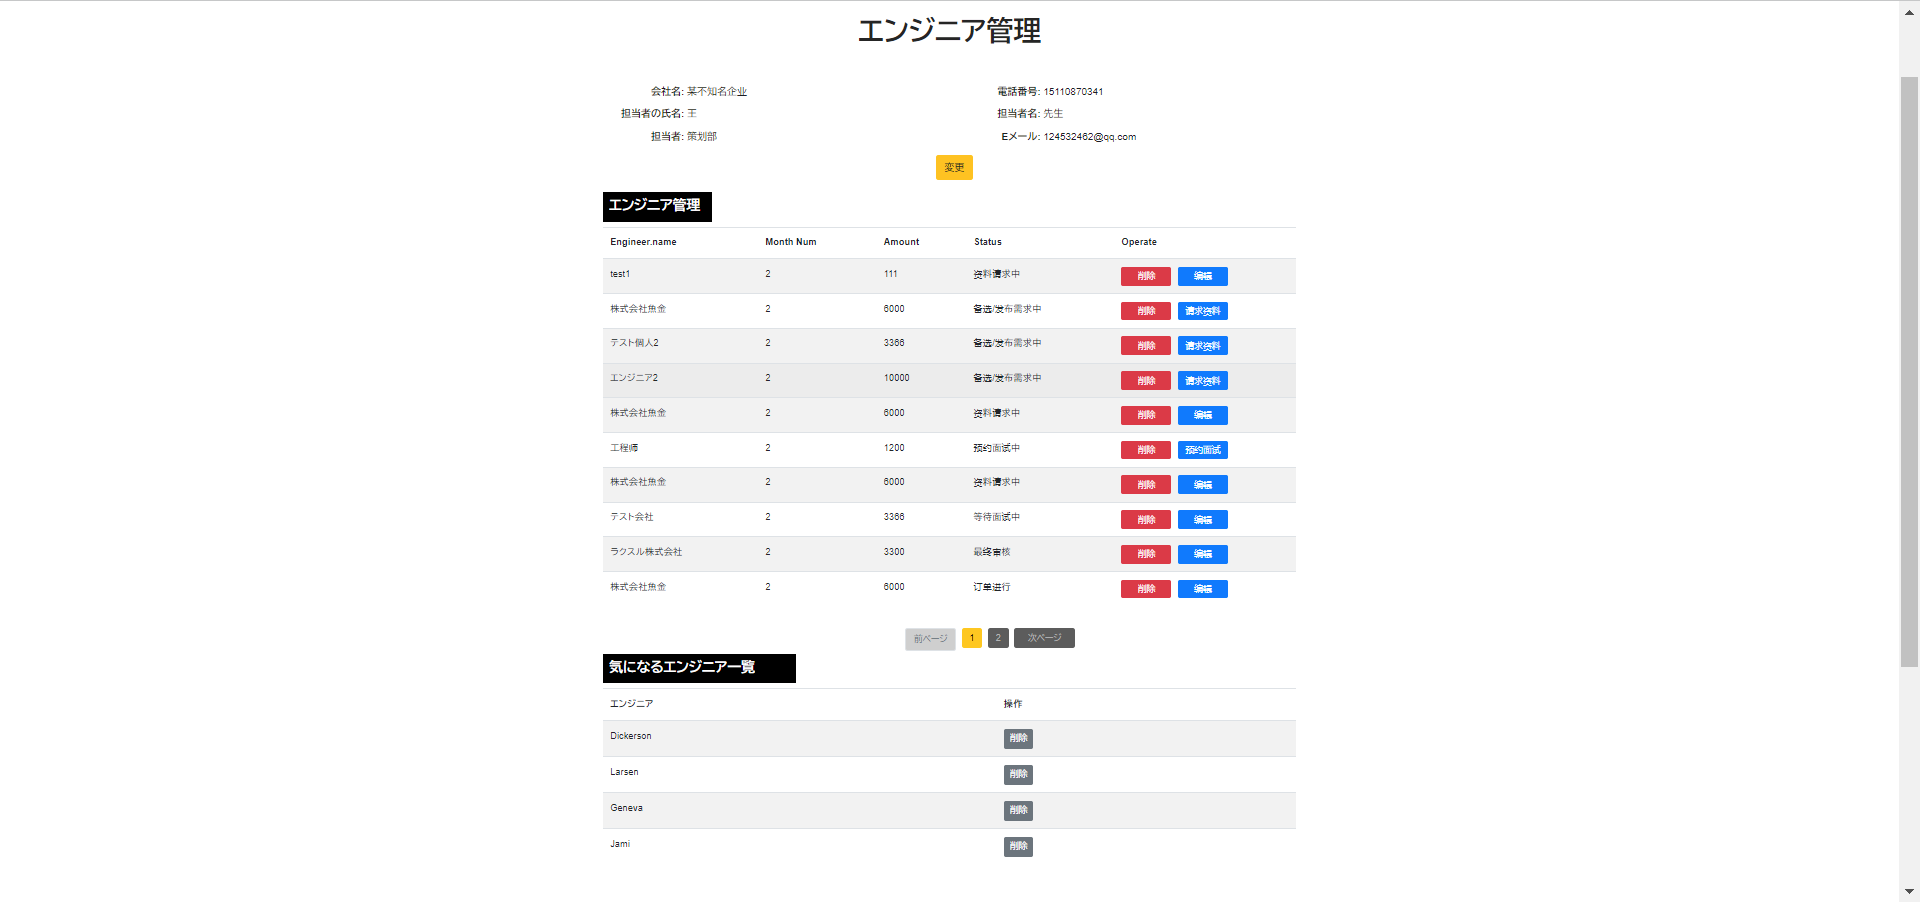 エンジニア管理
会社名: 某不知名企业 電話番号: 15110870341
担当者の氏名: 王 担当者名: 先生
担当者: 策划部 Eメール: 124532462@qq.com
変更
エンジニア管理
Engineer.name Month Num Amount Status Operate
test1 2 111 资料请求中 削除 编辑
株式会社魚金 2 6000 备选/发布需求中 削除 请求资料
テスト個人2 2 3366 备选/发布需求中 削除 请求资料
エンジニア2 2 10000 备选/发布需求中 削除 请求资料
株式会社魚金 2 6000 资料请求中 削除 编辑
工程师 2 1200 预约面试中 削除 预约面试
株式会社魚金 2 6000 资料请求中 削除 编辑
テスト会社 2 3366 等待面试中 削除 编辑
ラクスル株式会社 2 3300 最终审核 削除 编辑
株式会社魚金 2 6000 订单进行 削除 编辑
前ページ 1 2 次ページ
気になるエンジニア一覧
エンジニア 操作
Dickerson 削除
Larsen 削除
Geneva 削除
Jami 削除